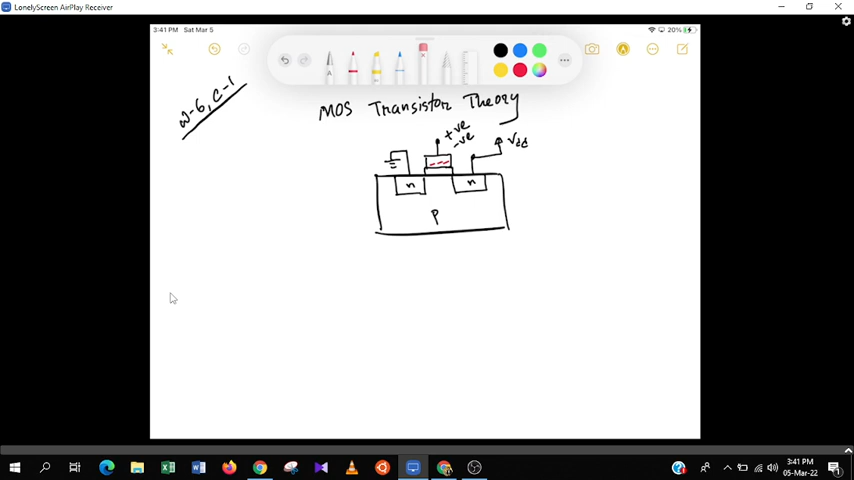 LonelyScreen AirPlay Receiver
3:41 PM Sat Mar 5
20%
A
w-6, C-1
MOS Transistor Theory
+ve
-ve
Vdd
n
n
P
3:41 PM
05-Mar-22